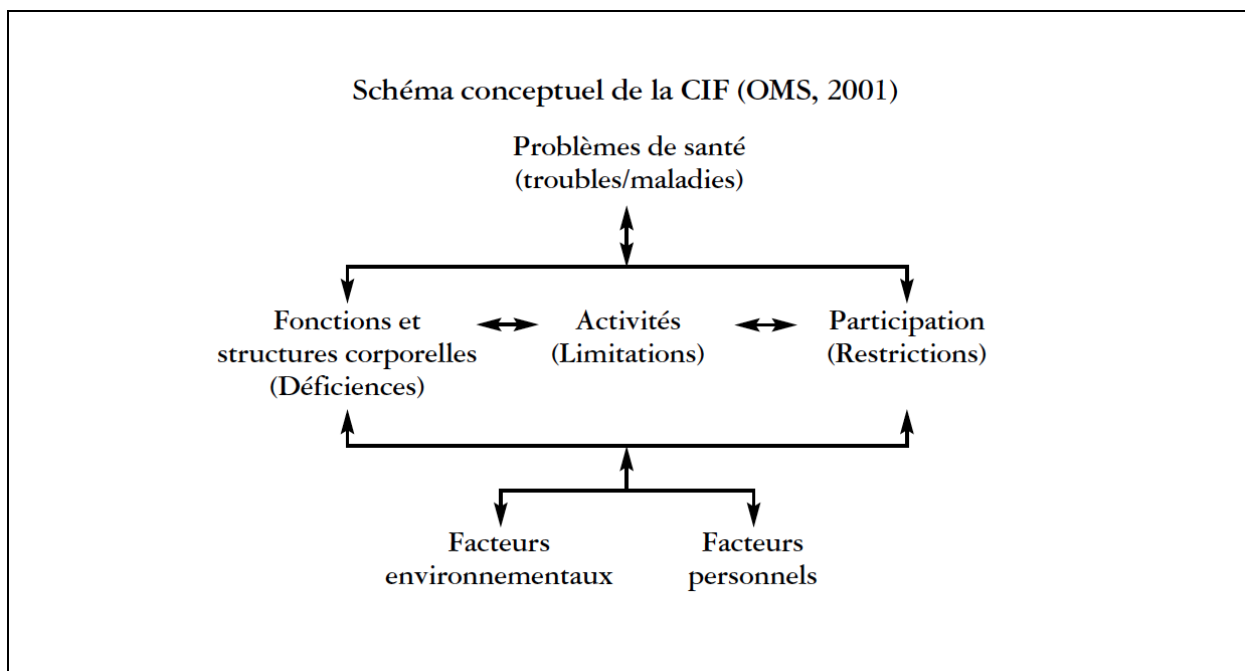 Schéma conceptuel de la CIF (OMS, 2001)
Problèmes de santé
(troubles/maladies)
Fonctions et
structures corporelles
(Déficiences)
Activités
(Limitations)
Participation
(Restrictions)
Facteurs
environnementaux
Facteurs
personnels